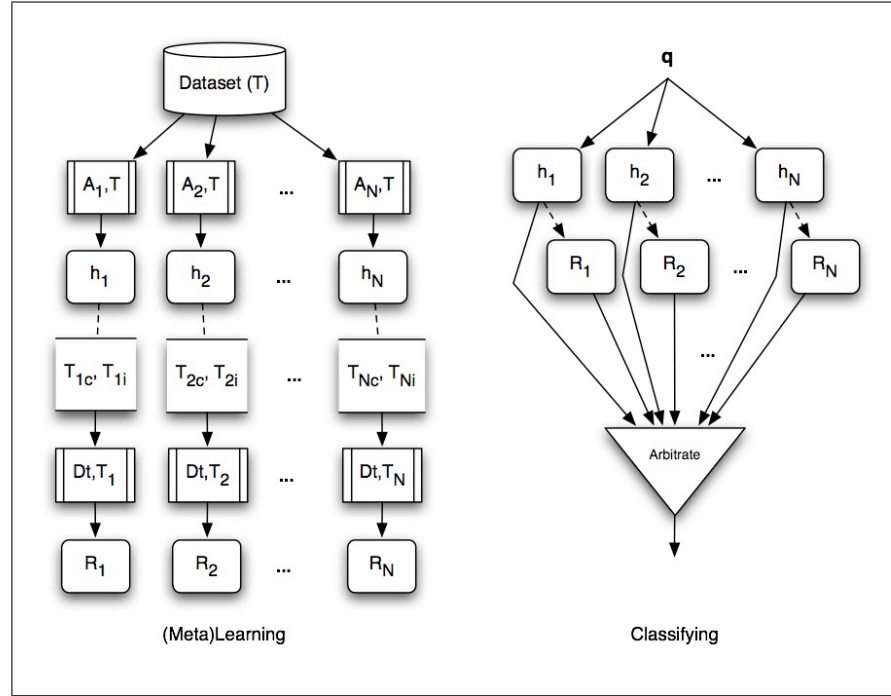 Dataset (T)
A1,T A2,T ... AN,T
h1 h2 ... hN
T1c, T1i T2c, T2i ... TNc, TNi
Dt,T1 Dt,T2 ... Dt,TN
R1 R2 ... RN
(Meta)Learning
q
h1 h2 ... hN
R1 R2 ... RN
...
Arbitrate
Classifying